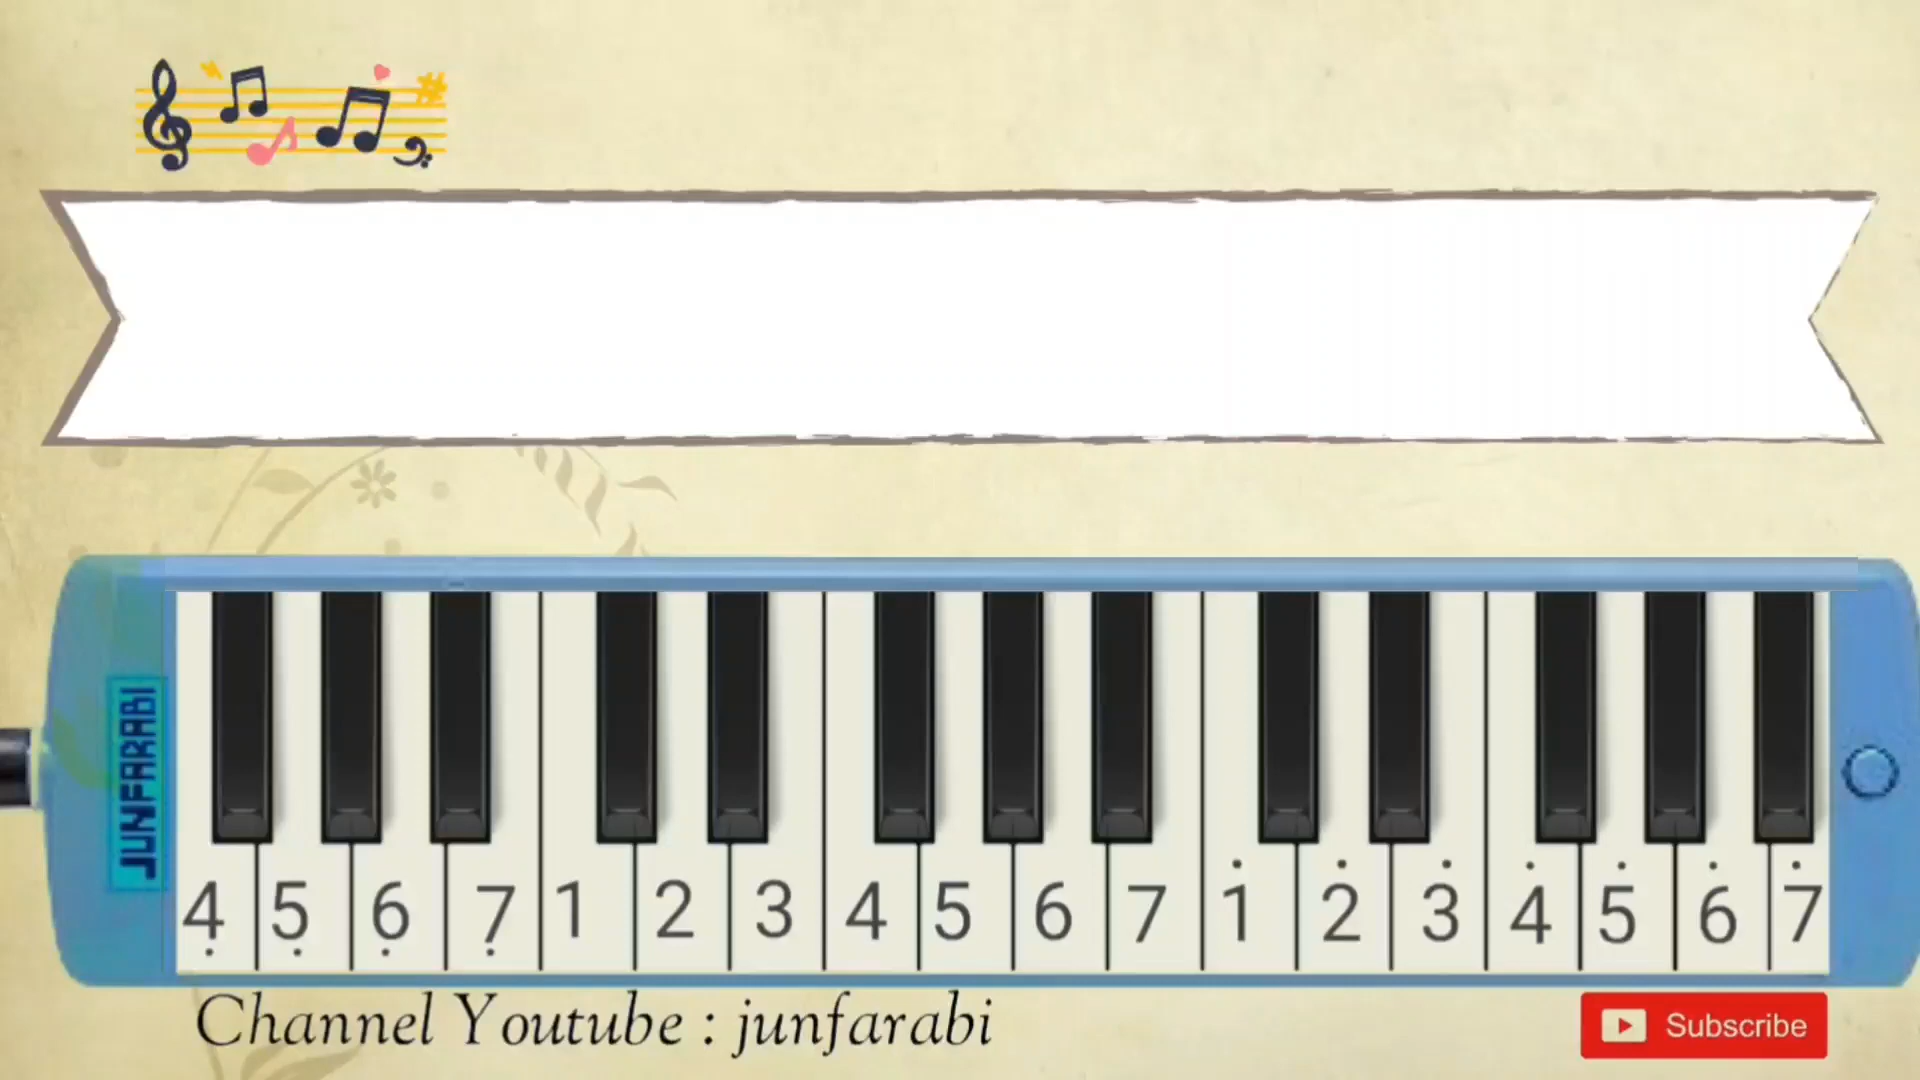 JUNFARABI
4̣ 5̣ 6̣ 7̣ 1 2 3 4 5 6 7 1̇ 2̇ 3̇ 4̇ 5̇ 6̇ 7̇
Channel Youtube : junfarabi
Subscribe